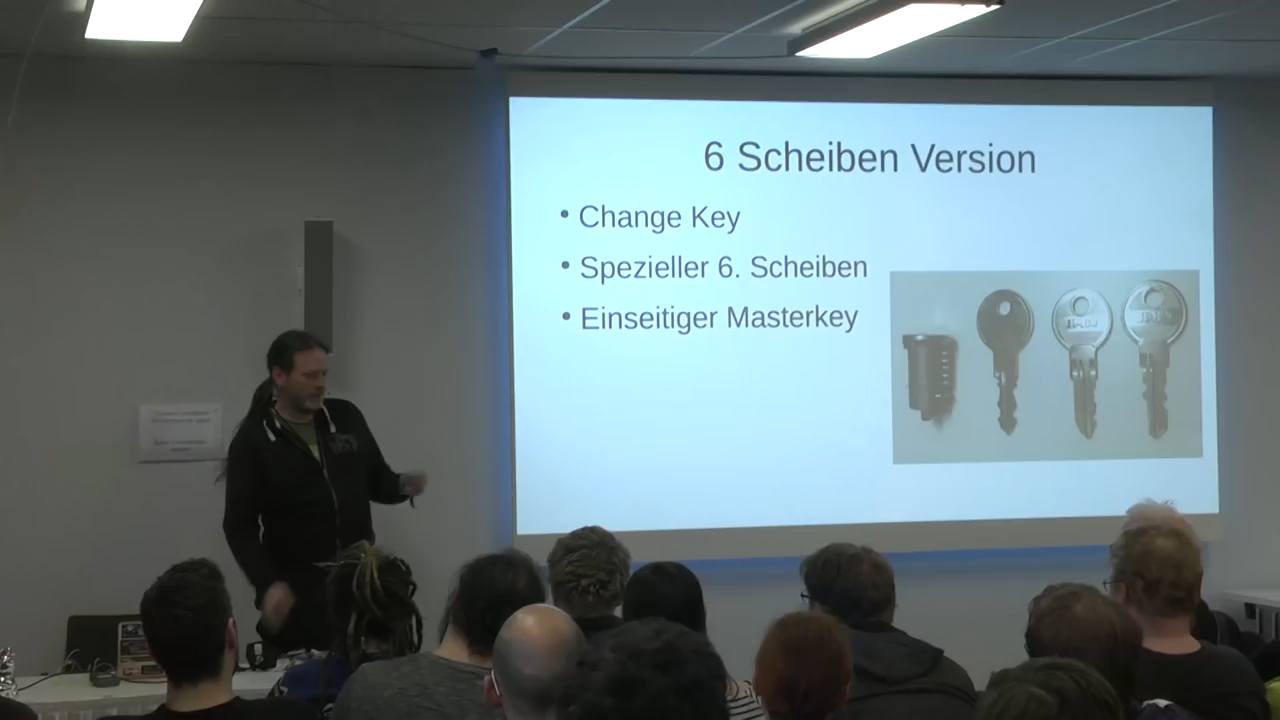 6 Scheiben Version
• Change Key
• Spezieller 6. Scheiben
• Einseitiger Masterkey